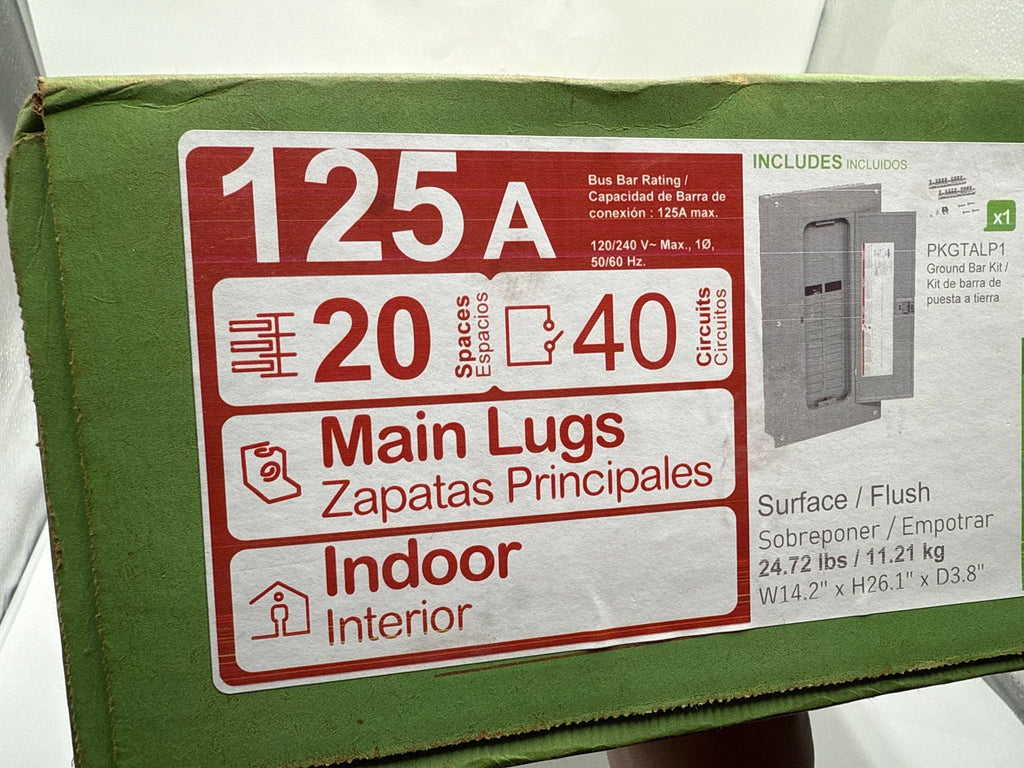 125 A
Bus Bar Rating /
Capacidad de Barra de
conexión : 125A max.
120/240 V~ Max., 1Ø,
50/60 Hz.
20
Spaces
Espacios
40
Circuits
Circuitos
Main Lugs
Zapatas Principales
Indoor
Interior
INCLUDES INCLUIDOS
x1
PKGTALP1
Ground Bar Kit /
Kit de barra de
puesta a tierra
Surface / Flush
Sobreponer / Empotrar
24.72 lbs / 11.21 kg
W14.2" x H26.1" x D3.8"